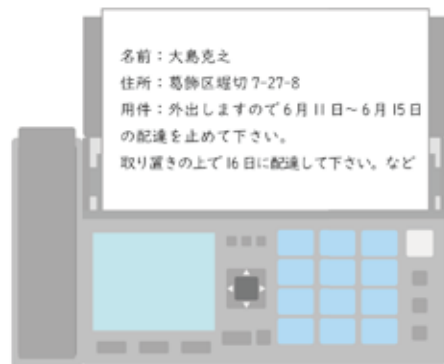 名前：大島克之
住所：葛飾区堀切7-27-8
用件：外出しますので6月11日～6月15日
の配達を止めて下さい。
取り置きの上で16日に配達して下さい。など